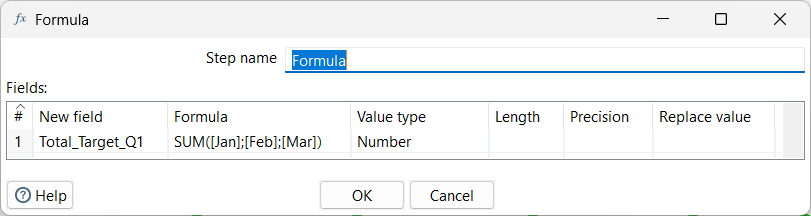 Formula
Step name Formula
Fields:
# New field Formula Value type Length Precision Replace value
1 Total_Target_Q1 SUM([Jan];[Feb];[Mar]) Number
Help OK Cancel